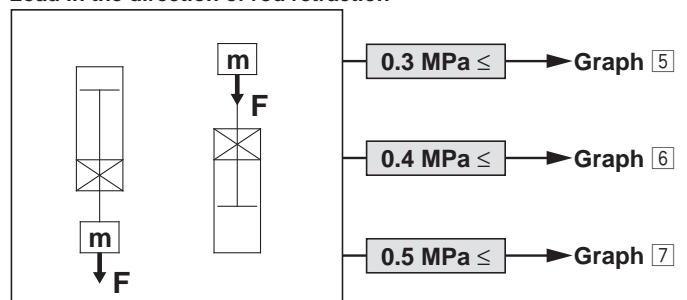 Load in the direction of rod retraction
m
F
m
F
0.3 MPa ≤
Graph 5
0.4 MPa ≤
Graph 6
0.5 MPa ≤
Graph 7